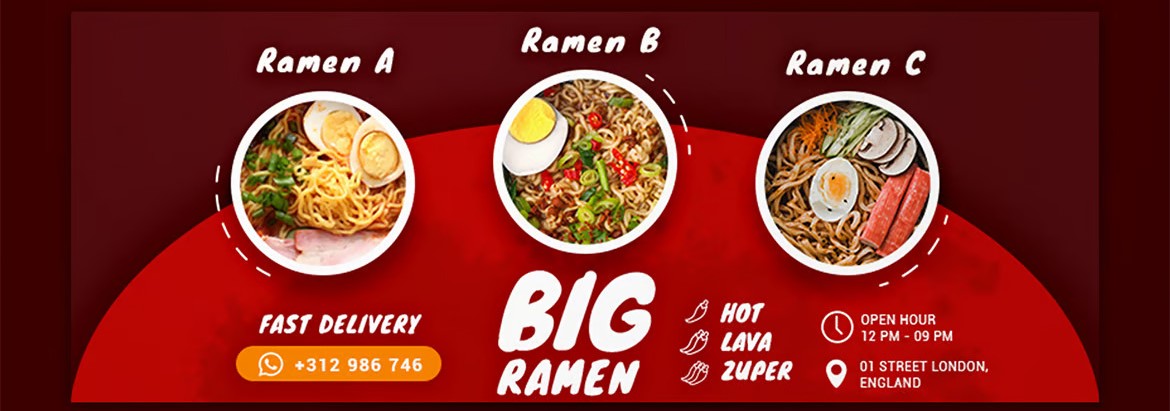 Ramen A
Ramen B
Ramen C
FAST DELIVERY
+312 986 746
BIG
RAMEN
HOT
LAVA
ZUPER
OPEN HOUR
12 PM - 09 PM
01 STREET LONDON,
ENGLAND